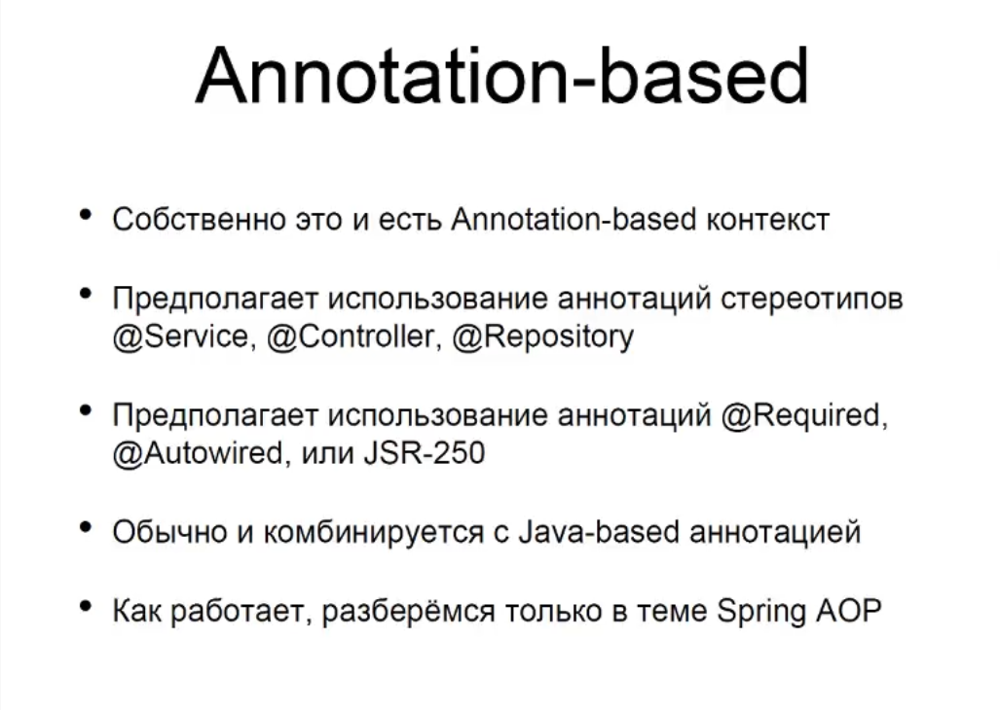 Annotation-based
• Собственно это и есть Annotation-based контекст
• Предполагает использование аннотаций стереотипов
@Service, @Controller, @Repository
• Предполагает использование аннотаций @Required,
@Autowired, или JSR-250
• Обычно и комбинируется с Java-based аннотацией
• Как работает, разберёмся только в теме Spring AOP